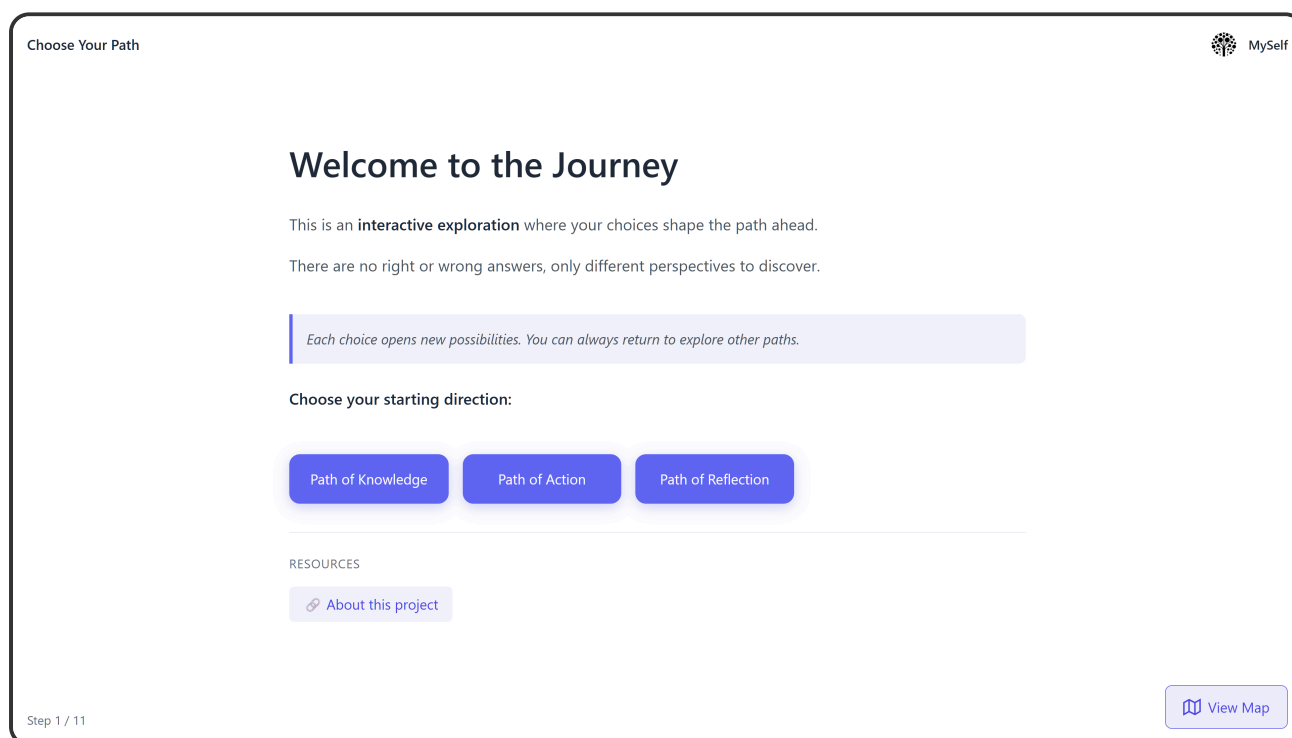 Choose Your Path
MySelf
Welcome to the Journey
This is an interactive exploration where your choices shape the path ahead.
There are no right or wrong answers, only different perspectives to discover.
Each choice opens new possibilities. You can always return to explore other paths.
Choose your starting direction:
Path of Knowledge
Path of Action
Path of Reflection
RESOURCES
About this project
View Map
Step 1 / 11